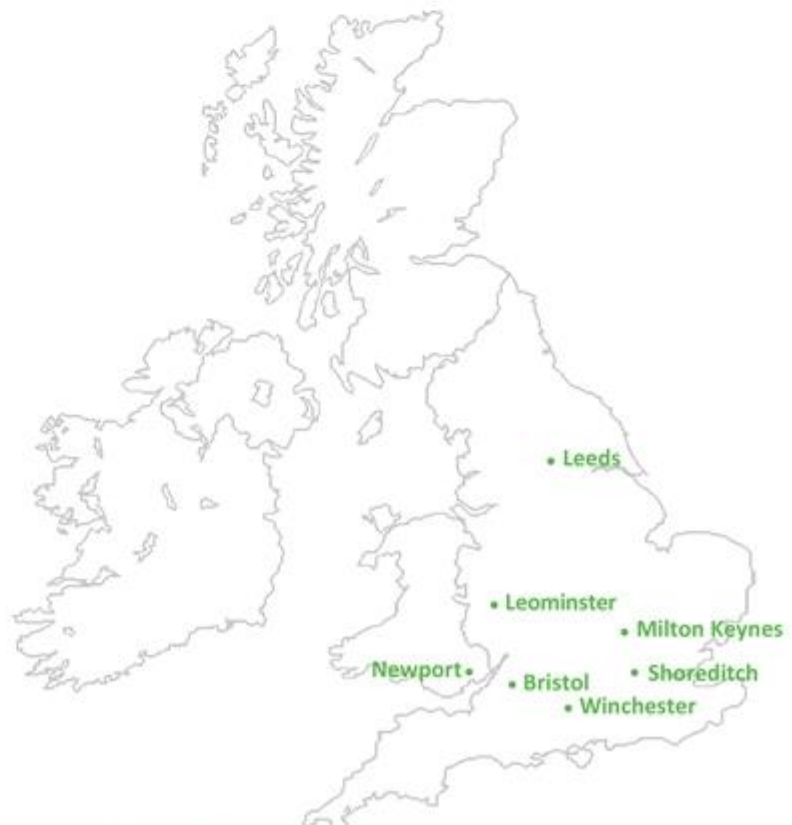 Leeds
Leominster
Milton Keynes
Newport
Shoreditch
Bristol
Winchester